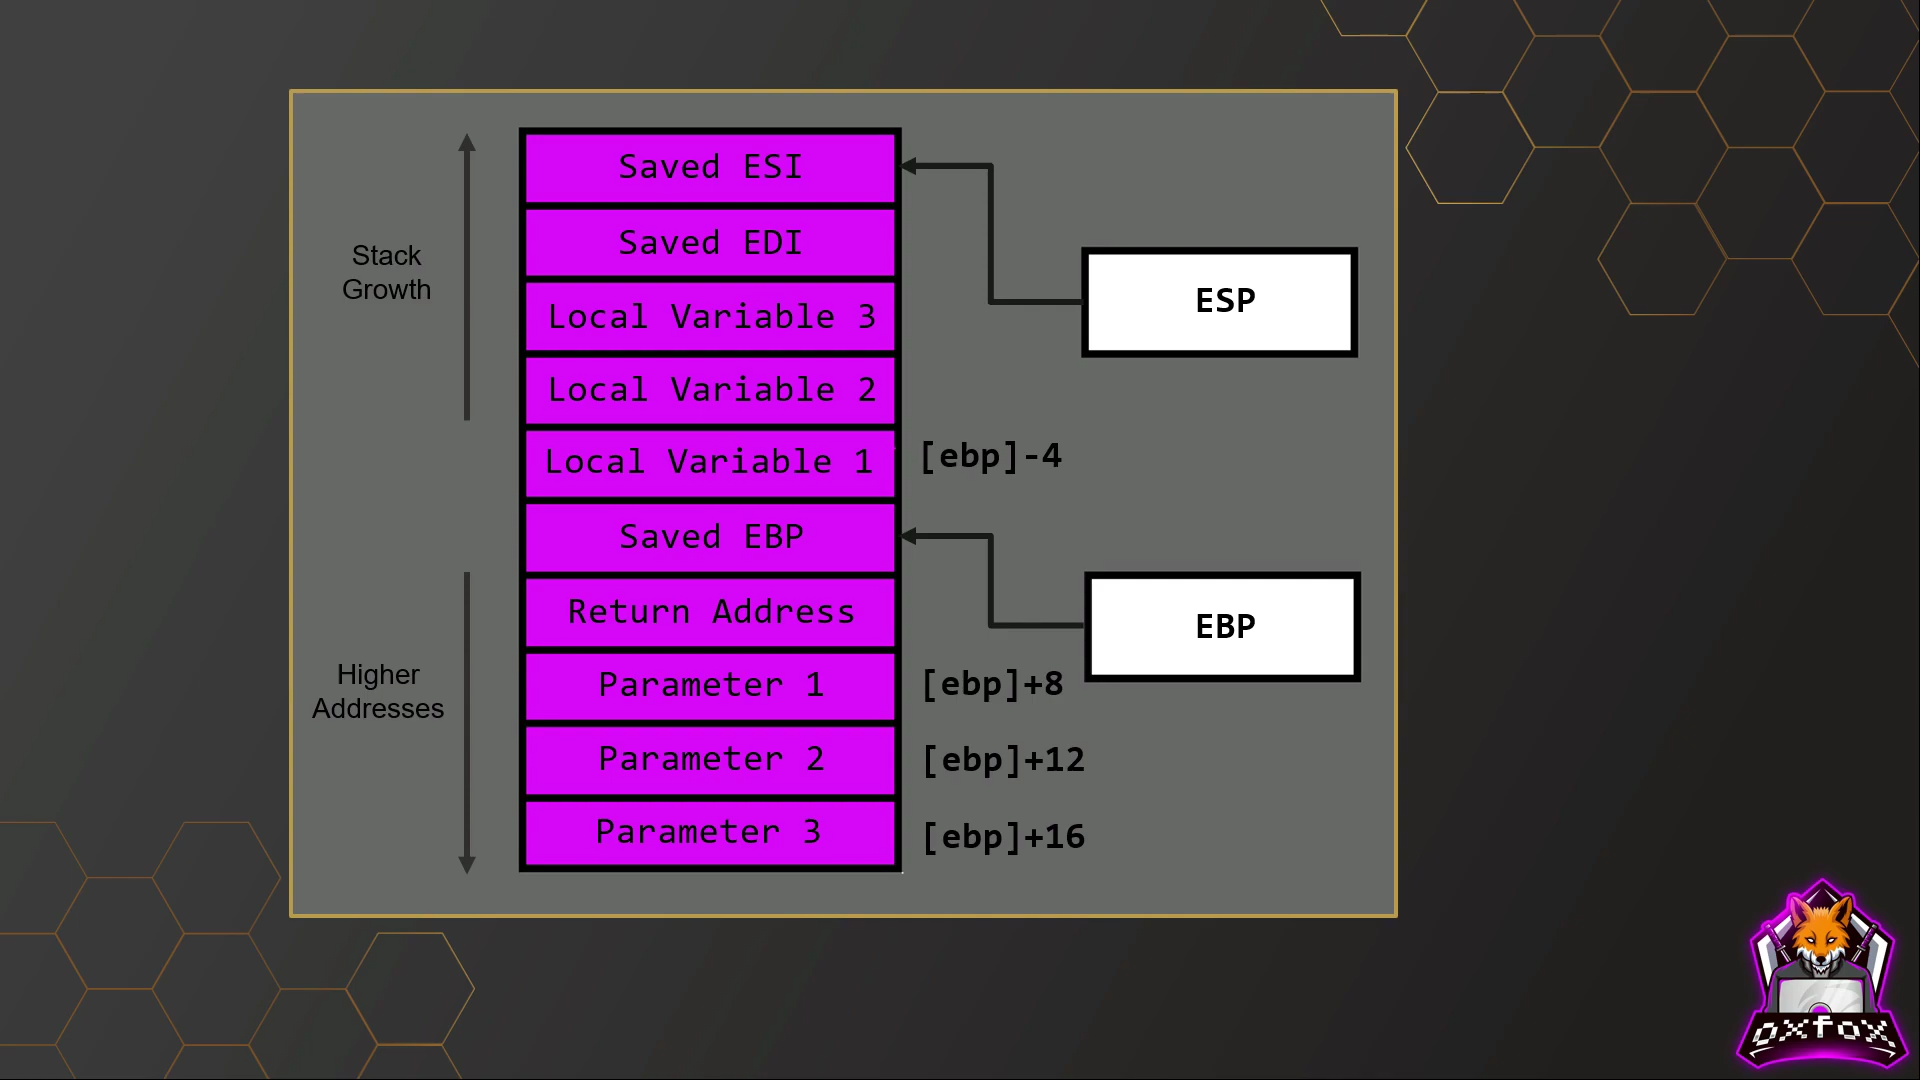 Saved ESI
Saved EDI
Stack
Growth
ESP
Local Variable 3
Local Variable 2
Local Variable 1
[ebp]-4
Saved EBP
Return Address
EBP
Higher
Addresses
Parameter 1
[ebp]+8
Parameter 2
[ebp]+12
Parameter 3
[ebp]+16
oxfox